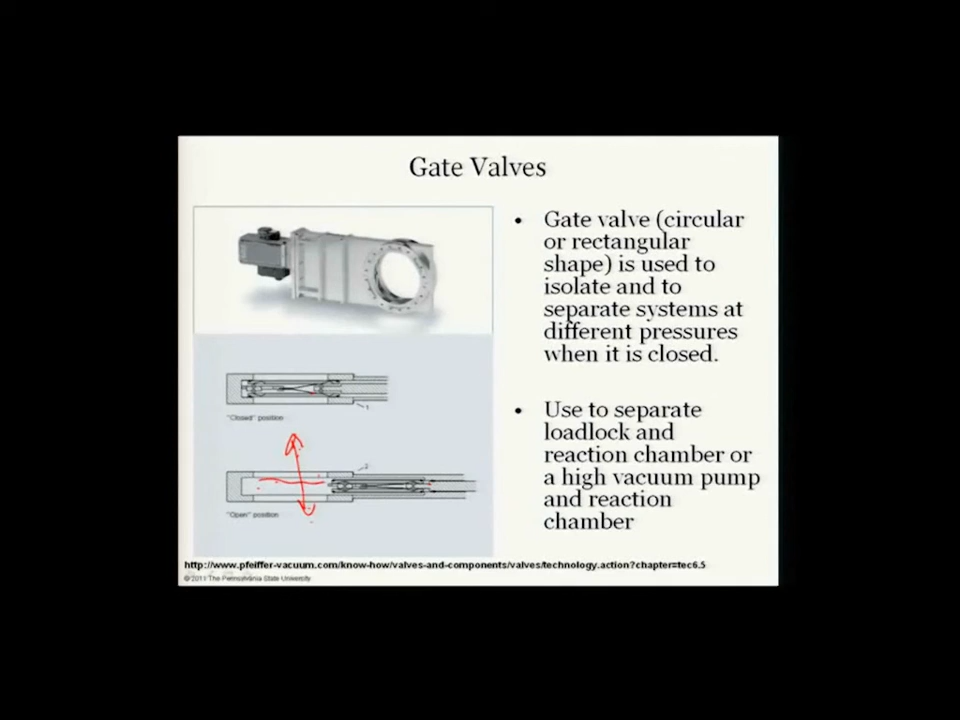 Gate Valves
• Gate valve (circular
or rectangular
shape) is used to
isolate and to
separate systems at
different pressures
when it is closed.
• Use to separate
loadlock and
reaction chamber or
a high vacuum pump
and reaction
chamber
1
"Closed" position
2
"Open" position
http://www.pfeiffer-vacuum.com/know-how/valves-and-components/valves/technology.action?chapter=tec6.5
© 2011 The Pennsylvania State University